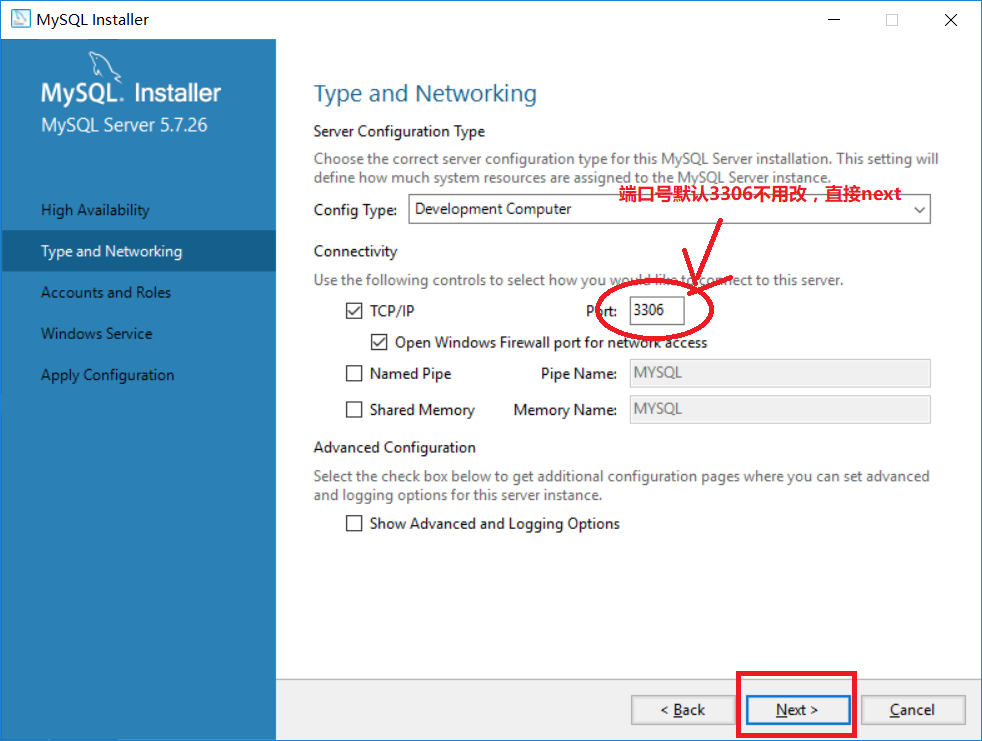 MySQL Installer
MySQL. Installer
MySQL Server 5.7.26
High Availability
Type and Networking
Accounts and Roles
Windows Service
Apply Configuration
Type and Networking
Server Configuration Type
Choose the correct server configuration type for this MySQL Server installation. This setting will
define how much system resources are assigned to the MySQL Server instance.
端口号默认3306不用改，直接next
Config Type: Development Computer
Connectivity
Use the following controls to select how you would like to connect to this server.
TCP/IP Port: 3306
Open Windows Firewall port for network access
Named Pipe Pipe Name: MYSQL
Shared Memory Memory Name: MYSQL
Advanced Configuration
Select the check box below to get additional configuration pages where you can set advanced
and logging options for this server instance.
Show Advanced and Logging Options
< Back Next > Cancel